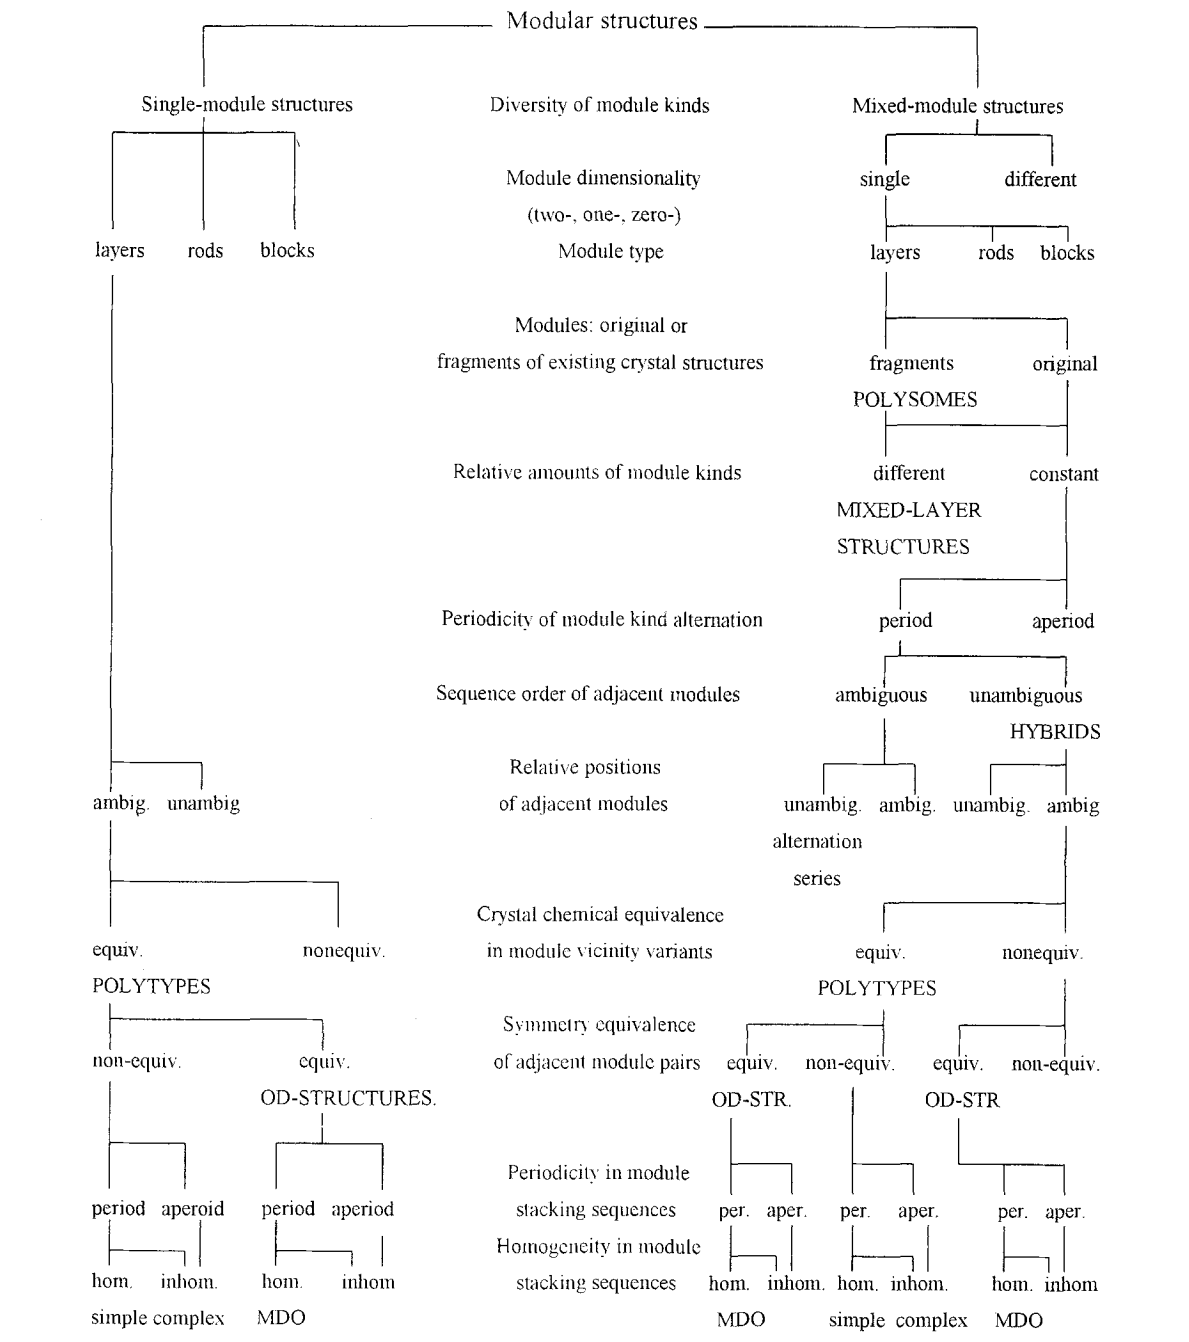 Modular structures
Single-module structures Diversity of module kinds Mixed-module structures
Module dimensionality single different
(two-, one-, zero-)
layers rods blocks Module type layers rods blocks
Modules: original or
fragments of existing crystal structures fragments original
POLYSOMES
Relative amounts of module kinds different constant
MIXED-LAYER
STRUCTURES
Periodicity of module kind alternation period aperiod
Sequence order of adjacent modules ambiguous unambiguous
HYBRIDS
Relative positions
ambig. unambig of adjacent modules unambig. ambig. unambig. ambig
alternation
series
Crystal chemical equivalence
equiv. nonequiv. in module vicinity variants equiv. nonequiv.
POLYTYPES POLYTYPES
Symmetry equivalence
non-equiv. equiv. of adjacent module pairs equiv. non-equiv. equiv. non-equiv.
OD-STRUCTURES. OD-STR. OD-STR
Periodicity in module
period aperoid period aperiod stacking sequences per. aper. per. aper. per. aper.
Homogeneity in module
hom. inhom. hom. inhom stacking sequences hom. inhom. hom. inhom. hom. inhom
simple complex MDO MDO simple complex MDO